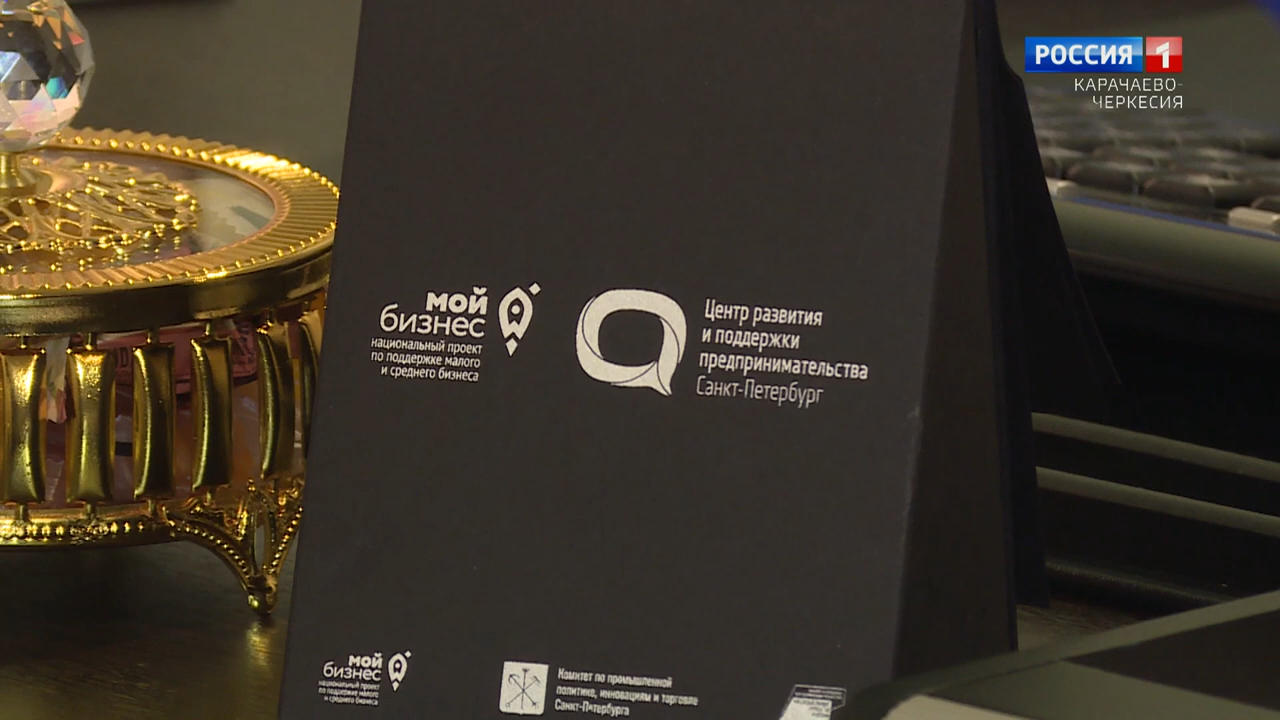 РОССИЯ 1
КАРАЧАЕВО-
ЧЕРКЕСИЯ
мой
бизнес
национальный проект
по поддержке малого
и среднего бизнеса
Центр развития
и поддержки
предпринимательства
Санкт-Петербург
мой
бизнес
национальный проект
по поддержке малого
и среднего бизнеса
Комитет по промышленной
политике, инновациям и торговле
Санкт-Петербурга